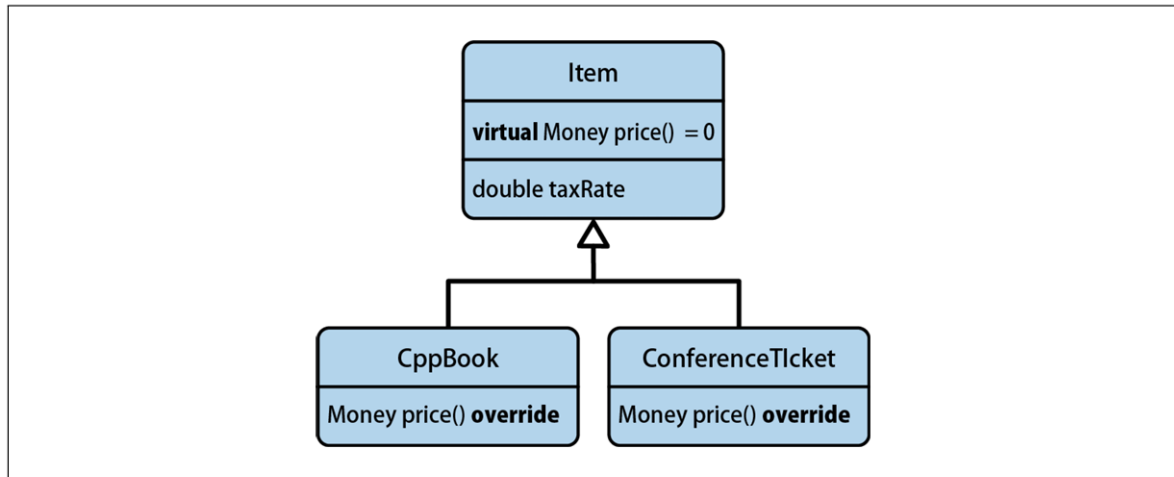 Item
virtual Money price() = 0
double taxRate
CppBook
Money price() override
ConferenceTIcket
Money price() override